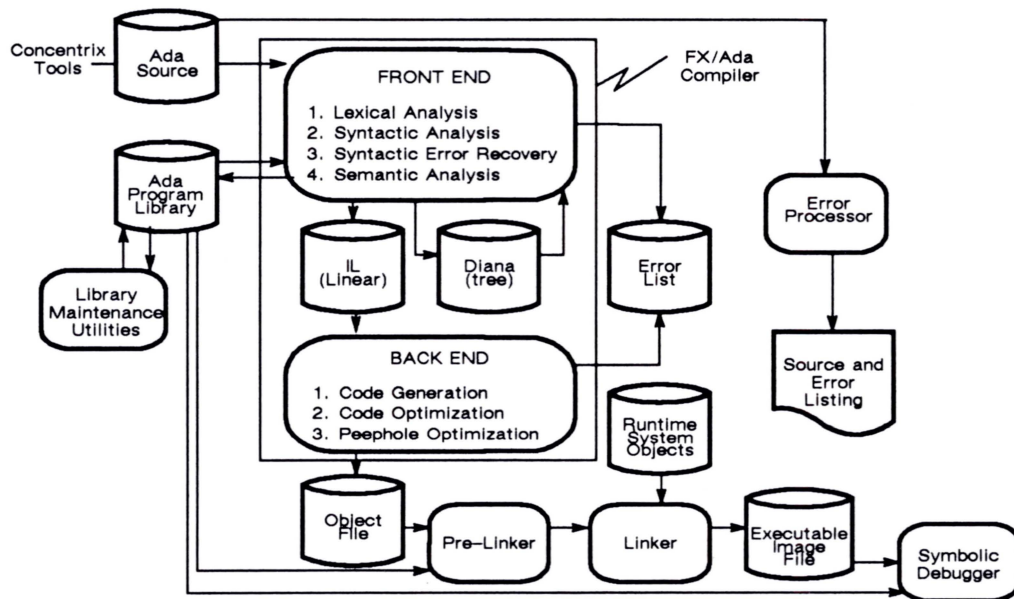 Concentrix
Tools
Ada
Source
FRONT END
1. Lexical Analysis
2. Syntactic Analysis
3. Syntactic Error Recovery
4. Semantic Analysis
FX/Ada
Compiler
Ada
Program
Library
Error
Processor
IL
(Linear)
Diana
(tree)
Error
List
Library
Maintenance
Utilities
BACK END
1. Code Generation
2. Code Optimization
3. Peephole Optimization
Source and
Error
Listing
Runtime
System
Objects
Object
File
Pre-Linker
Linker
Executable
Image
File
Symbolic
Debugger